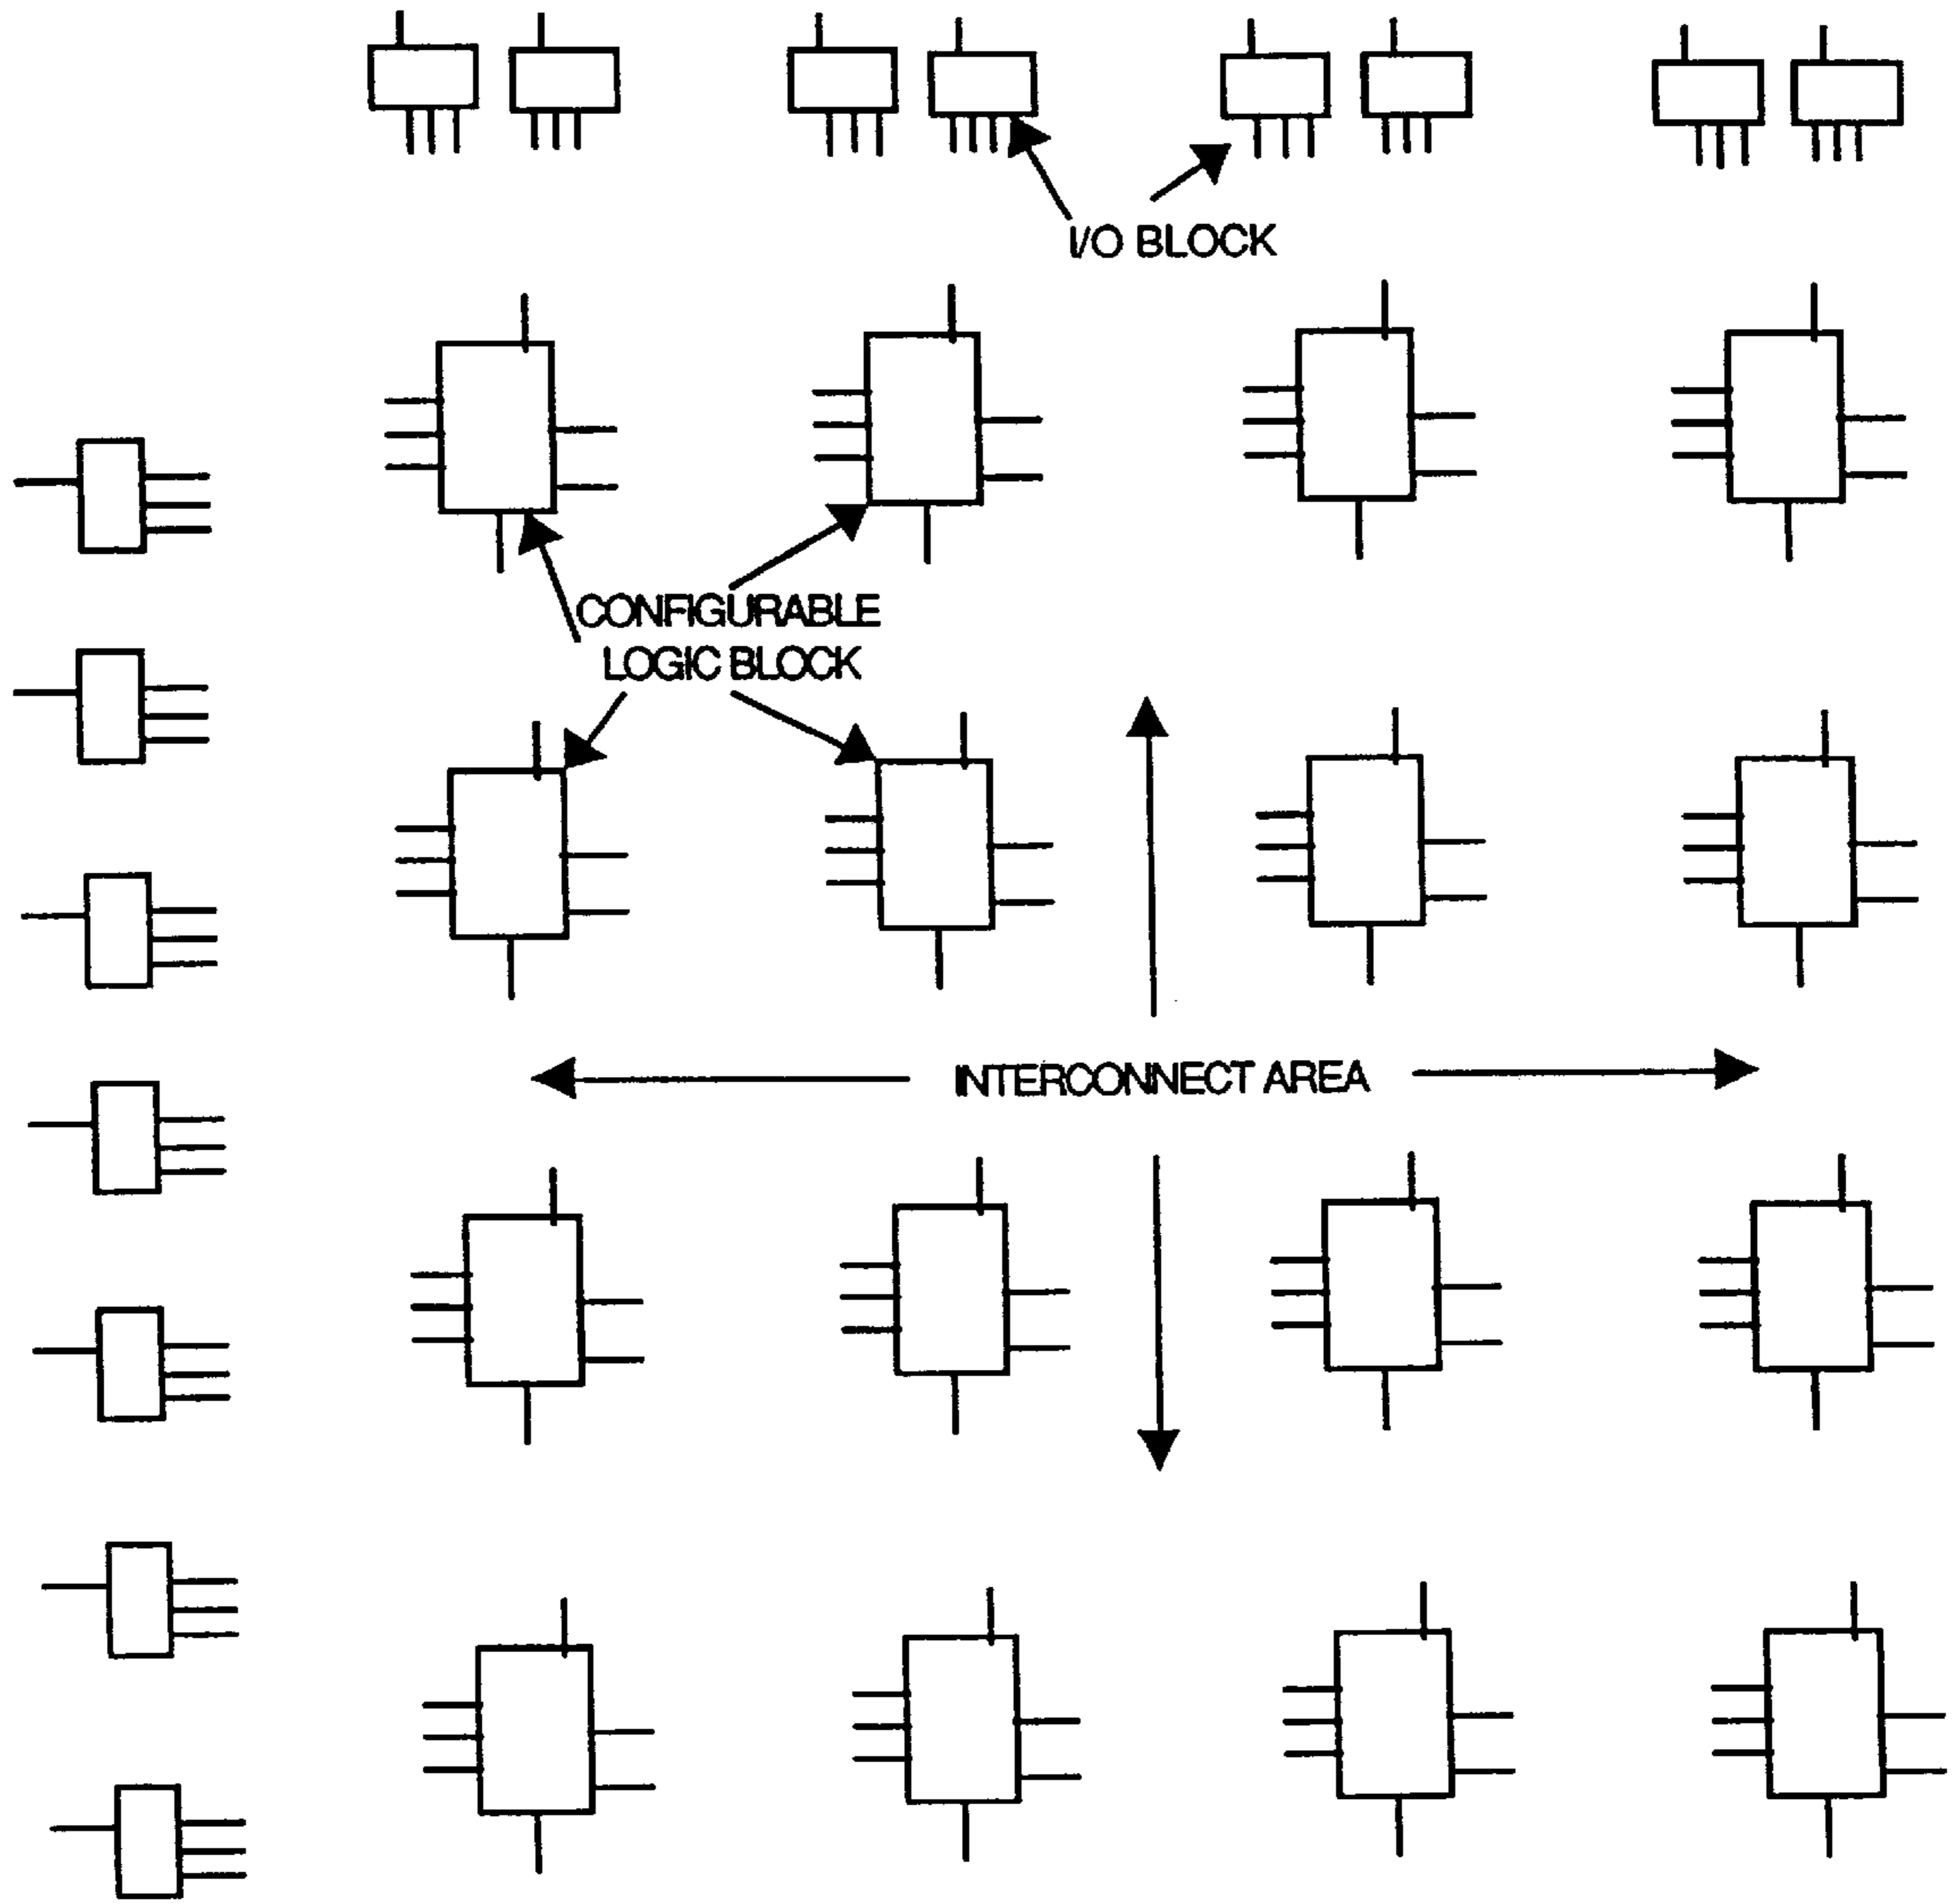 I/O BLOCK
CONFIGURABLE
LOGIC BLOCK
INTERCONNECT AREA